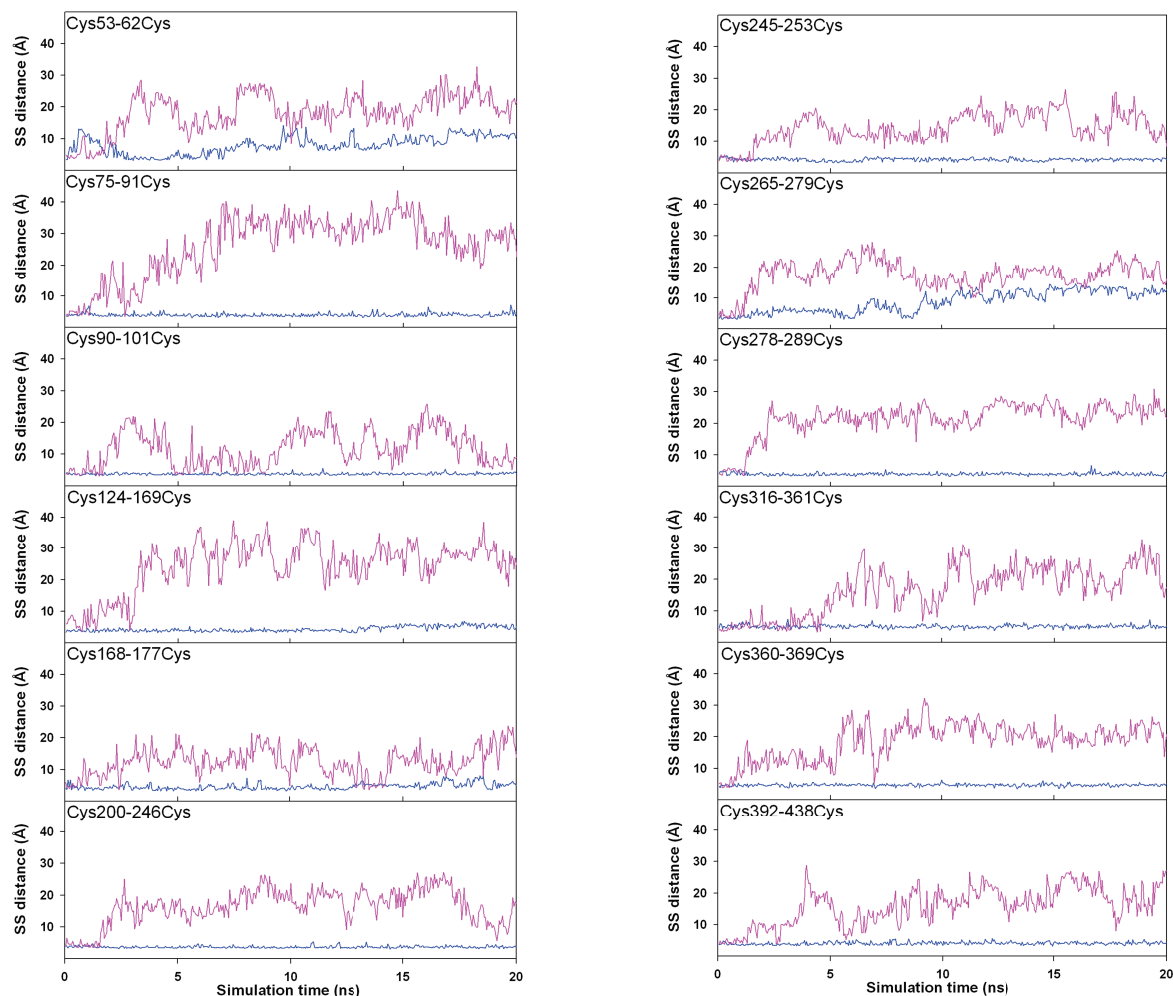 Cys53-62Cys
SS distance (Å)
40
30
20
10
Cys75-91Cys
SS distance (Å)
40
30
20
10
Cys90-101Cys
SS distance (Å)
40
30
20
10
Cys124-169Cys
SS distance (Å)
40
30
20
10
Cys168-177Cys
SS distance (Å)
40
30
20
10
Cys200-246Cys
SS distance (Å)
40
30
20
10
0 5 10 15 20
Simulation time (ns)
Cys245-253Cys
SS distance (Å)
40
30
20
10
Cys265-279Cys
SS distance (Å)
40
30
20
10
Cys278-289Cys
SS distance (Å)
40
30
20
10
Cys316-361Cys
SS distance (Å)
40
30
20
10
Cys360-369Cys
SS distance (Å)
40
30
20
10
Cys392-438Cys
SS distance (Å)
40
30
20
10
0 5 10 15 20
Simulation time (ns)